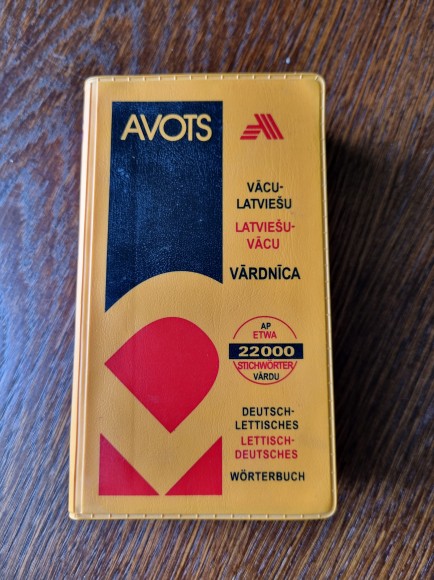 AVOTS
VĀCU-
LATVIEŠU
LATVIEŠU-
VĀCU
VĀRDNĪCA
AP
ETWA
22000
STICHWÖRTER
VĀRDU
DEUTSCH-
LETTISCHES
LETTISCH-
DEUTSCHES
WÖRTERBUCH